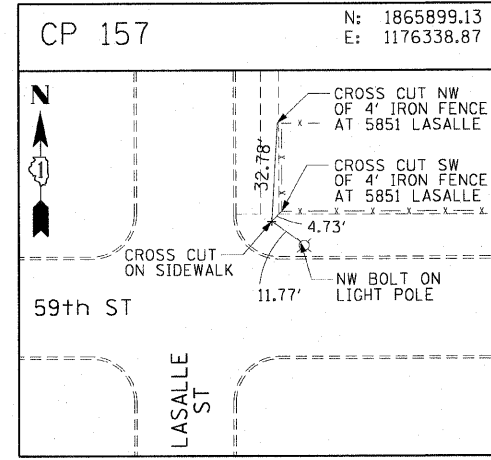 CP 157
N: 1865899.13
E: 1176338.87
N
1
CROSS CUT NW
OF 4' IRON FENCE
AT 5851 LASALLE
32.78'
CROSS CUT SW
OF 4' IRON FENCE
AT 5851 LASALLE
4.73'
CROSS CUT
ON SIDEWALK
11.77'
NW BOLT ON
LIGHT POLE
59th ST
LASALLE
ST